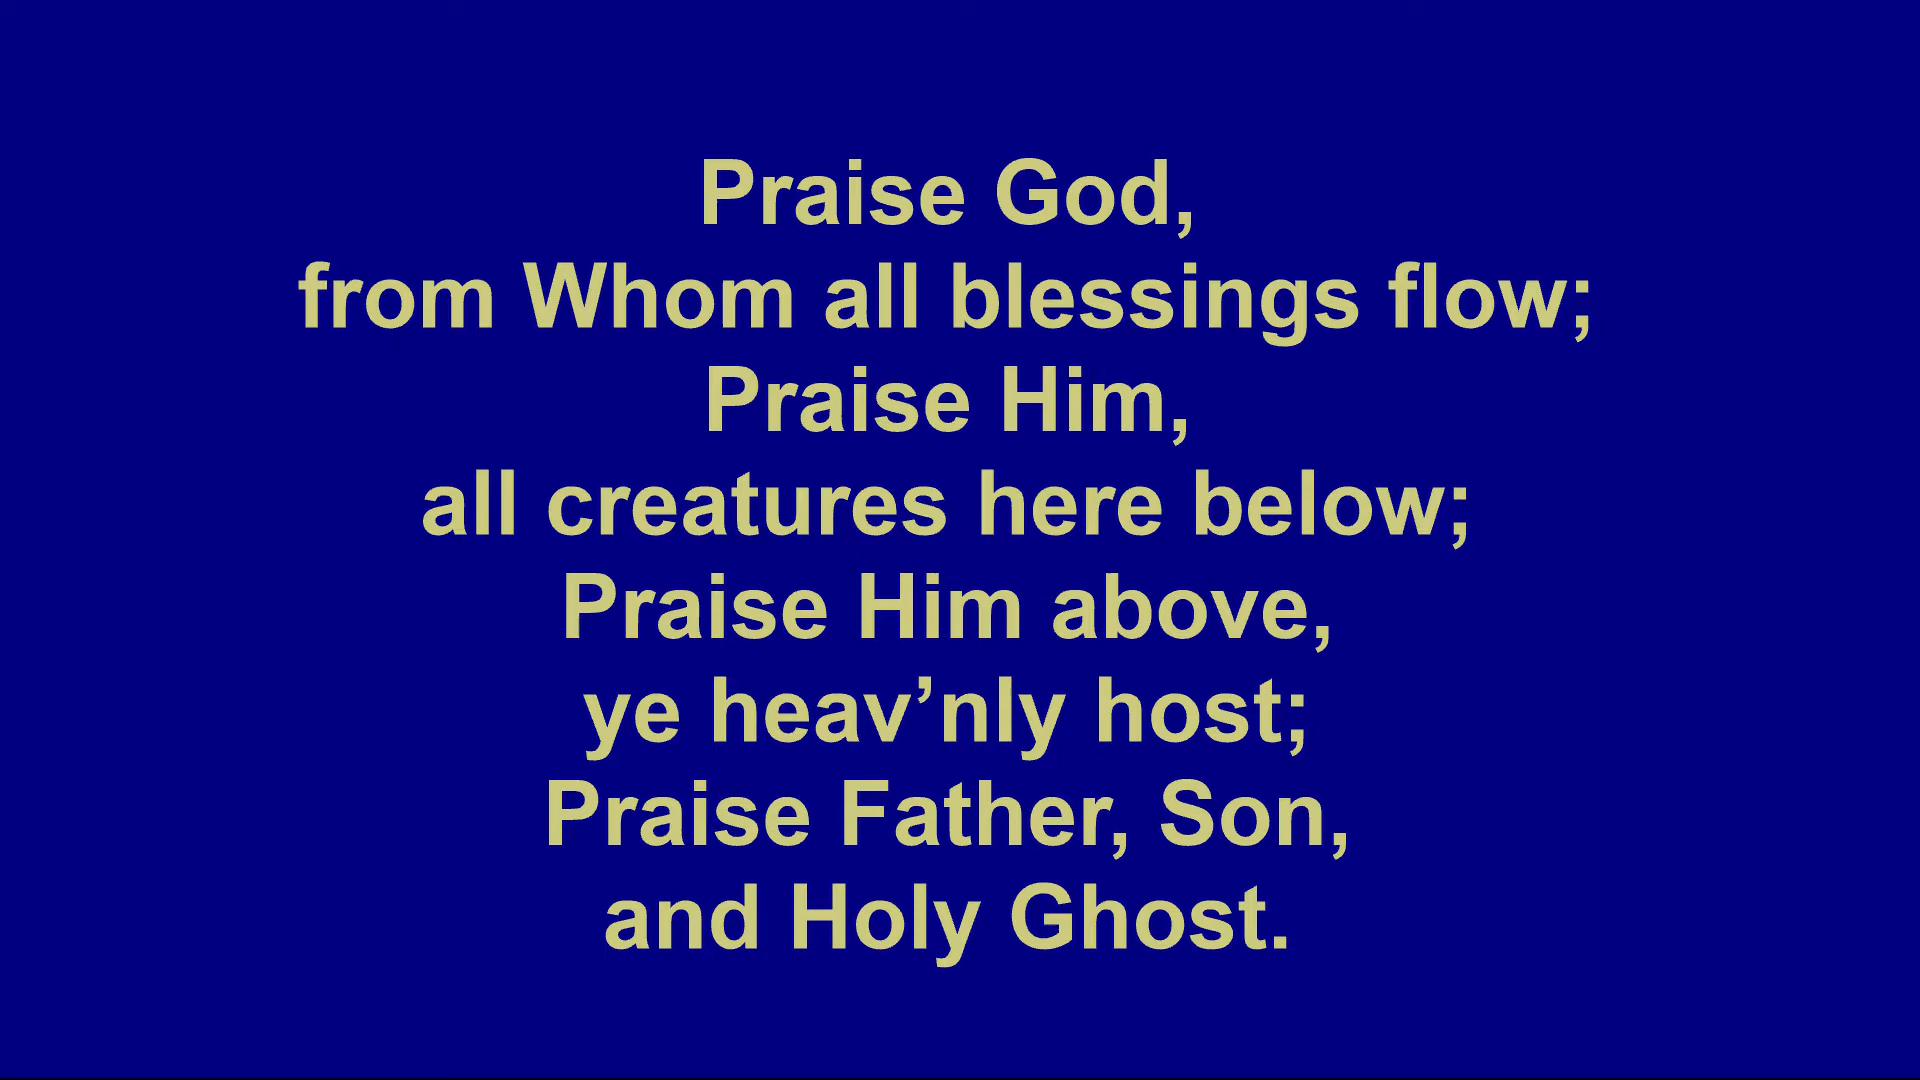 Praise God,
from Whom all blessings flow;
Praise Him,
all creatures here below;
Praise Him above,
ye heav’nly host;
Praise Father, Son,
and Holy Ghost.